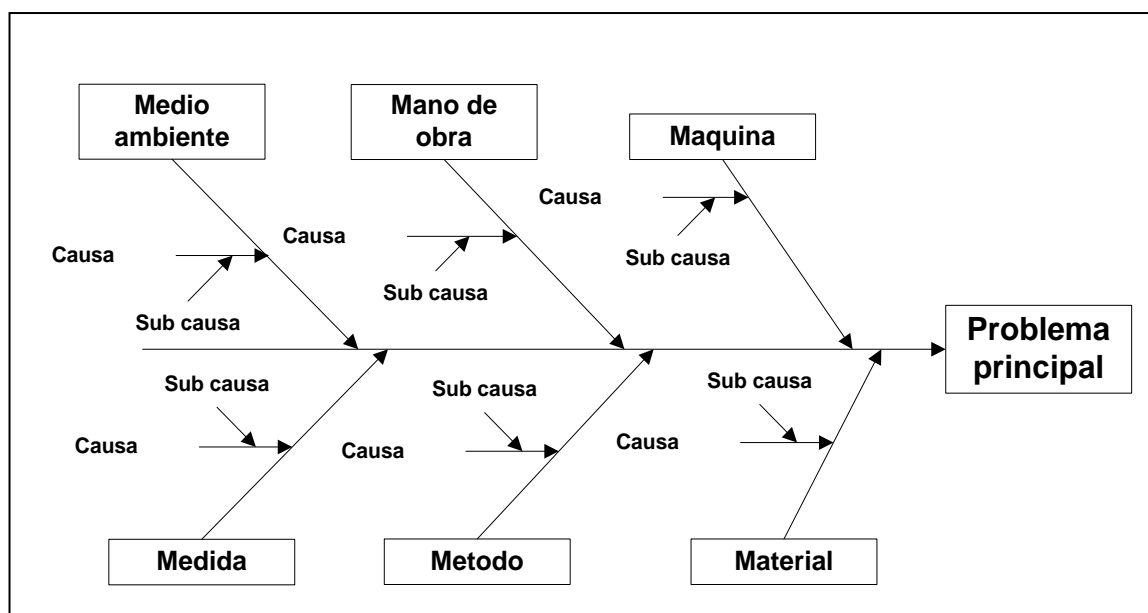 Medio
ambiente
Mano de
obra
Maquina
Causa
Causa
Causa
Sub causa
Sub causa
Sub causa
Problema
principal
Sub causa
Sub causa
Sub causa
Causa
Causa
Causa
Medida
Metodo
Material